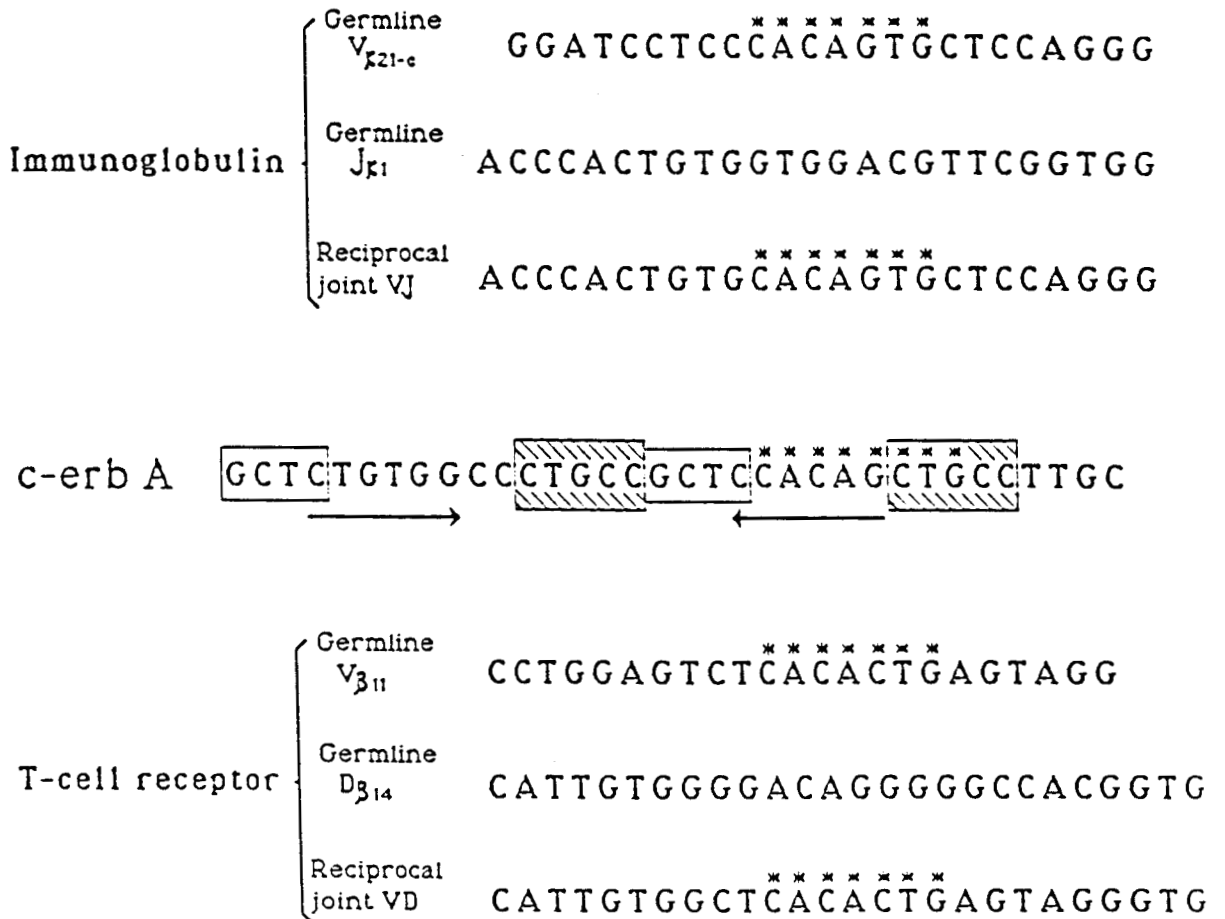 Germline
Vκ21-c
* * * * * * *
GGATCCTCCCACAGTGCTCCAGGG
Immunoglobulin
Germline
Jκ1
ACCCACTGTGGTGGACGTTCGGTGG
Reciprocal
joint VJ
* * * * * * *
ACCCACTGTGCACAGTGCTCCAGGG
c-erb A
* * * * * * * *
GCTCTGTGGCCCTGCCGCTCCACAGCTGCCTTGC
Germline
Vβ11
* * * * * * *
CCTGGAGTCTCACACTGAGTAGG
T-cell receptor
Germline
Dβ14
CATTGTGGGGACAGGGGGCCACGGTG
Reciprocal
joint VD
* * * * * * *
CATTGTGGCTCACACTGAGTAGGGTG